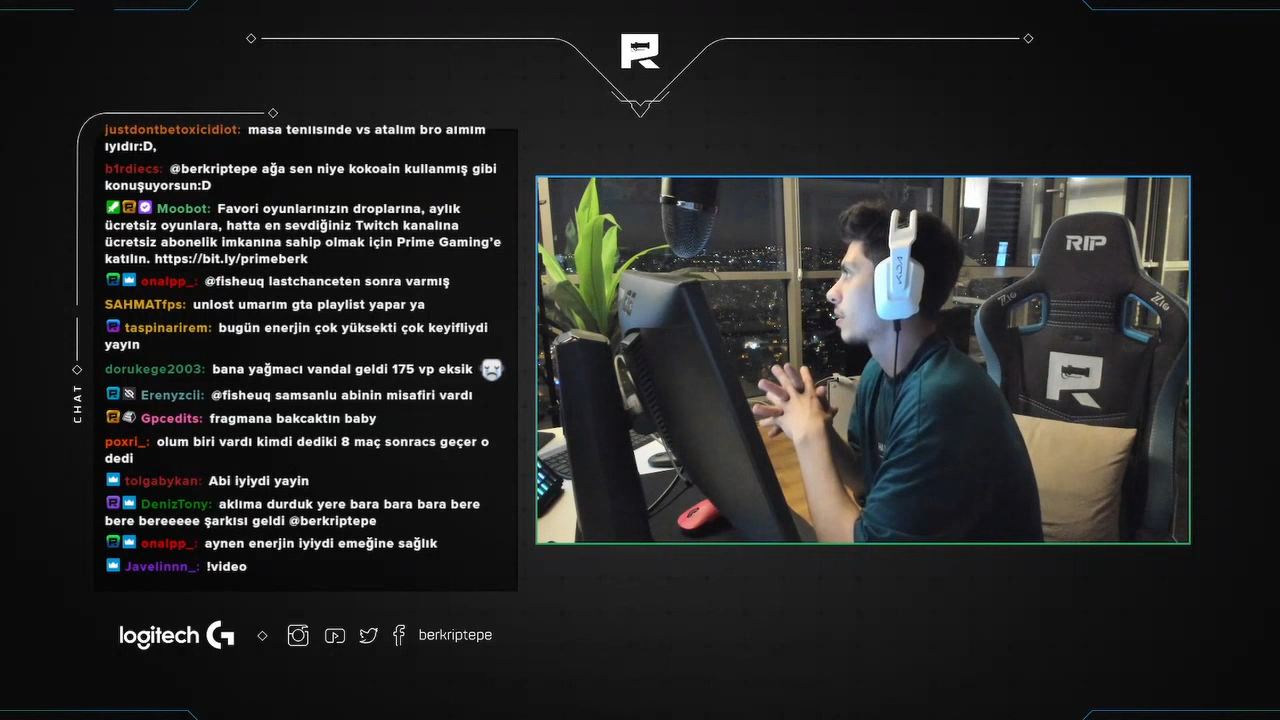 R
justdontbetoxicidiot: masa tenilsinde vs atalım bro aimim
iyidir:D,
b1rdiecs: @berkriptepe ağa sen niye kokoain kullanmış gibi
konuşuyorsun:D
Moobot: Favori oyunlarınızın droplarına, aylık
ücretsiz oyunlara, hatta en sevdiğiniz Twitch kanalına
ücretsiz abonelik imkanına sahip olmak için Prime Gaming’e
katılın. https://bit.ly/primeberk
onalpp_: @fisheuq lastchanceten sonra varmış
SAHMATfps: unlost umarım gta playlist yapar ya
taspinarirem: bugün enerjin çok yüksekti çok keyifliydi
yayın
dorukege2003: bana yağmacı vandal geldi 175 vp eksik
Erenyzcii: @fisheuq samsanlu abinin misafiri vardı
Gpcedits: fragmana bakcaktın baby
poxri_: olum biri vardı kimdi dediki 8 maç sonracs geçer o
dedi
tolgabykan: Abi iyiydi yayin
DenizTony: aklıma durduk yere bara bara bara bere
bere bereeeee şarkısı geldi @berkriptepe
onalpp_: aynen enerjin iyiydi emeğine sağlık
Javelinnn_: !video
CHAT
RIP
ZIG
ZIG
R
K/DA
logitech G
berkriptepe